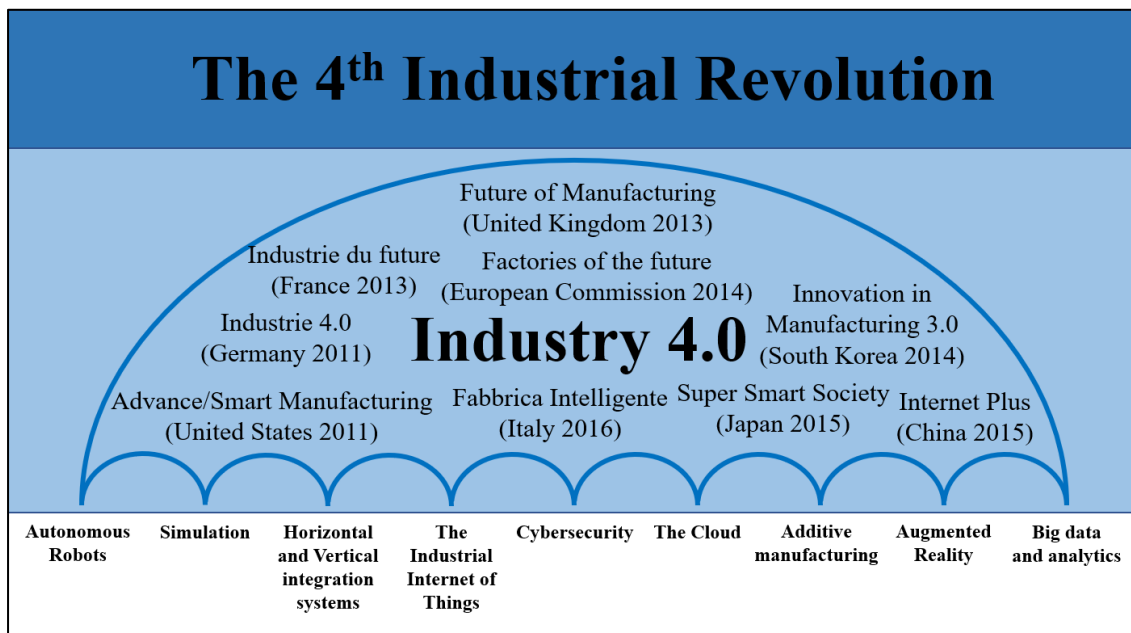 The 4th Industrial Revolution
Future of Manufacturing
(United Kingdom 2013)
Industrie du future
(France 2013)
Factories of the future
(European Commission 2014)
Innovation in
Manufacturing 3.0
(South Korea 2014)
Industrie 4.0
(Germany 2011)
Industry 4.0
Advance/Smart Manufacturing
(United States 2011)
Fabbrica Intelligente
(Italy 2016)
Super Smart Society
(Japan 2015)
Internet Plus
(China 2015)
Autonomous
Robots
Simulation
Horizontal
and Vertical
integration
systems
The
Industrial
Internet of
Things
Cybersecurity
The Cloud
Additive
manufacturing
Augmented
Reality
Big data
and analytics